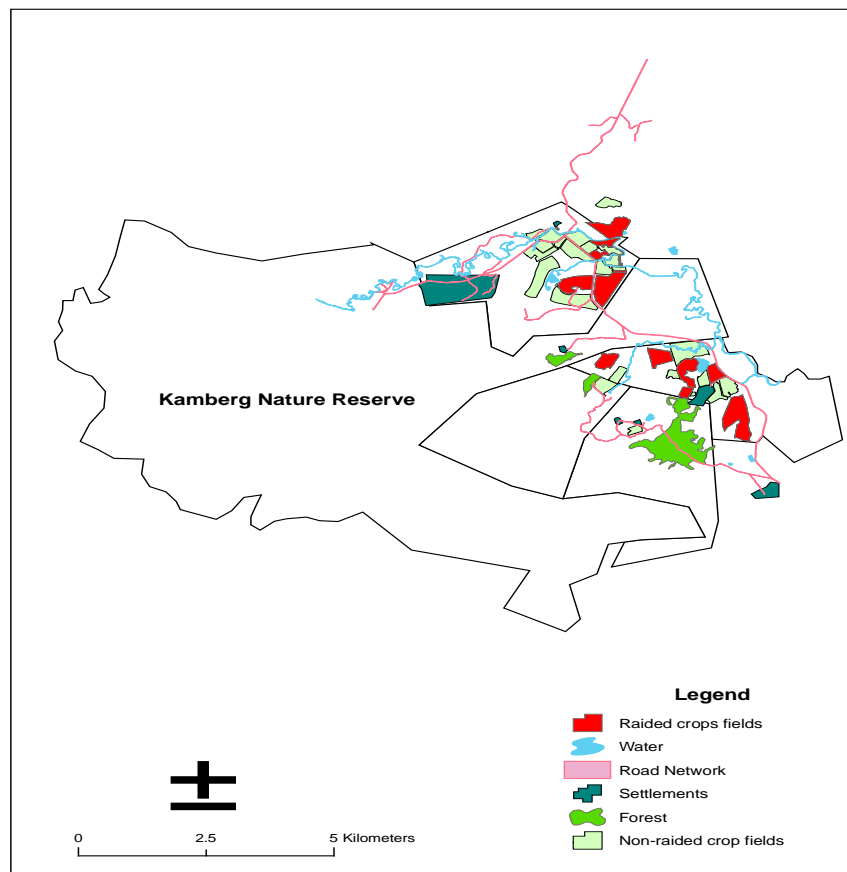 Kamberg Nature Reserve
Legend
Raided crops fields
Water
Road Network
Settlements
Forest
Non-raided crop fields
±
0 2.5 5 Kilometers